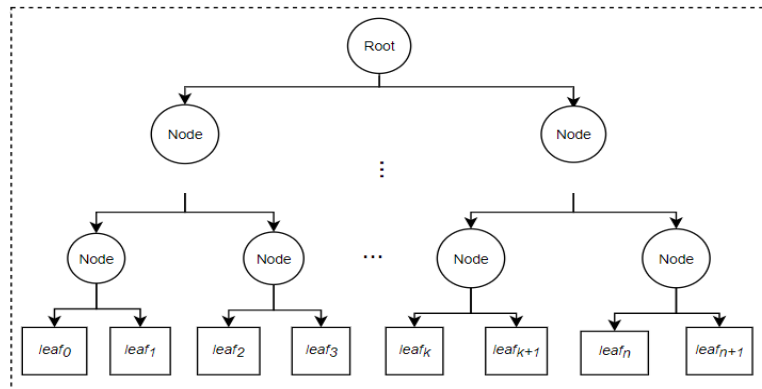 Root
Node Node
⋮
Node Node ... Node Node
leaf₀ leaf₁ leaf₂ leaf₃ leafₖ leafₖ₊₁ leafₙ leafₙ₊₁